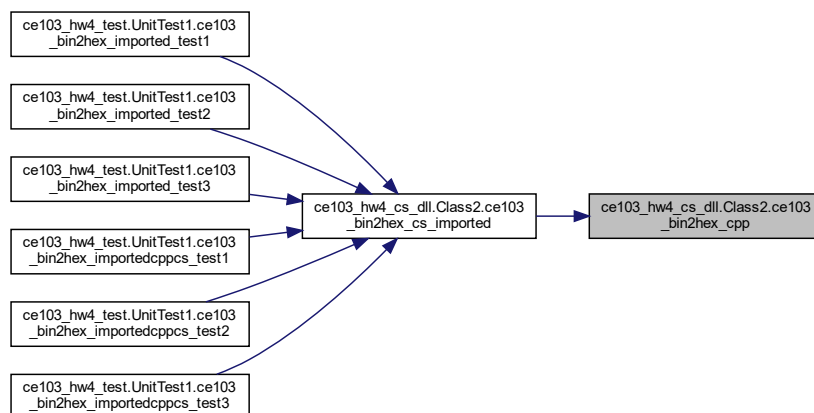 ce103_hw4_test.UnitTest1.ce103
_bin2hex_imported_test1
ce103_hw4_test.UnitTest1.ce103
_bin2hex_imported_test2
ce103_hw4_test.UnitTest1.ce103
_bin2hex_imported_test3
ce103_hw4_test.UnitTest1.ce103
_bin2hex_importedcppcs_test1
ce103_hw4_test.UnitTest1.ce103
_bin2hex_importedcppcs_test2
ce103_hw4_test.UnitTest1.ce103
_bin2hex_importedcppcs_test3
ce103_hw4_cs_dll.Class2.ce103
_bin2hex_cs_imported
ce103_hw4_cs_dll.Class2.ce103
_bin2hex_cpp